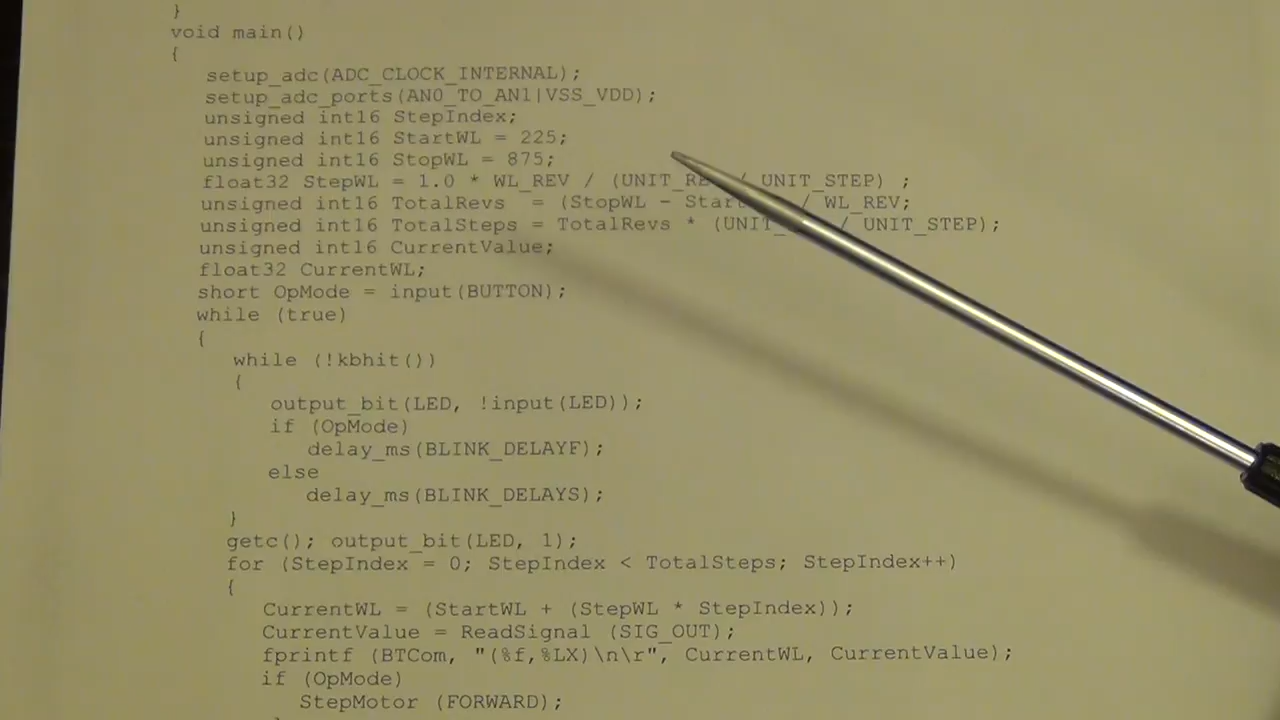 }
void main()
{
setup_adc(ADC_CLOCK_INTERNAL);
setup_adc_ports(AN0_TO_AN1|VSS_VDD);
unsigned int16 StepIndex;
unsigned int16 StartWL = 225;
unsigned int16 StopWL = 875;
float32 StepWL = 1.0 * WL_REV / ( / UNIT_STEP) ;
unsigned int16 TotalRevs = (StopWL - / WL_REV;
unsigned int16 TotalSteps = TotalRevs * ( / UNIT_STEP);
unsigned int16 CurrentValue;
float32 CurrentWL;
short OpMode = input(BUTTON);
while (true)
{
while (!kbhit())
{
output_bit(LED, !input(LED));
if (OpMode)
delay_ms(BLINK_DELAYF);
else
delay_ms(BLINK_DELAYS);
}
getc(); output_bit(LED, 1);
for (StepIndex = 0; StepIndex < TotalSteps; StepIndex++)
{
CurrentWL = (StartWL + (StepWL * StepIndex));
CurrentValue = ReadSignal (SIG_OUT);
fprintf (BTCom, "(%f,%LX)\n\r", CurrentWL, CurrentValue);
if (OpMode)
StepMotor (FORWARD);